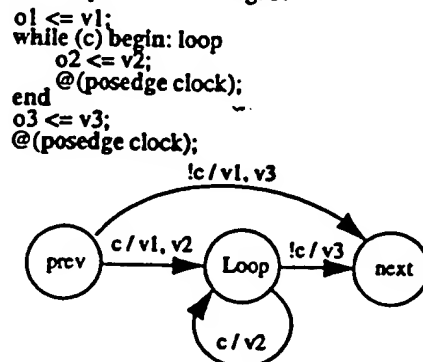 o1 <= v1;
while (c) begin: loop
o2 <= v2;
@(posedge clock);
end
o3 <= v3;
@(posedge clock);
!c / v1, v3
prev
c / v1, v2
Loop
!c / v3
next
c / v2